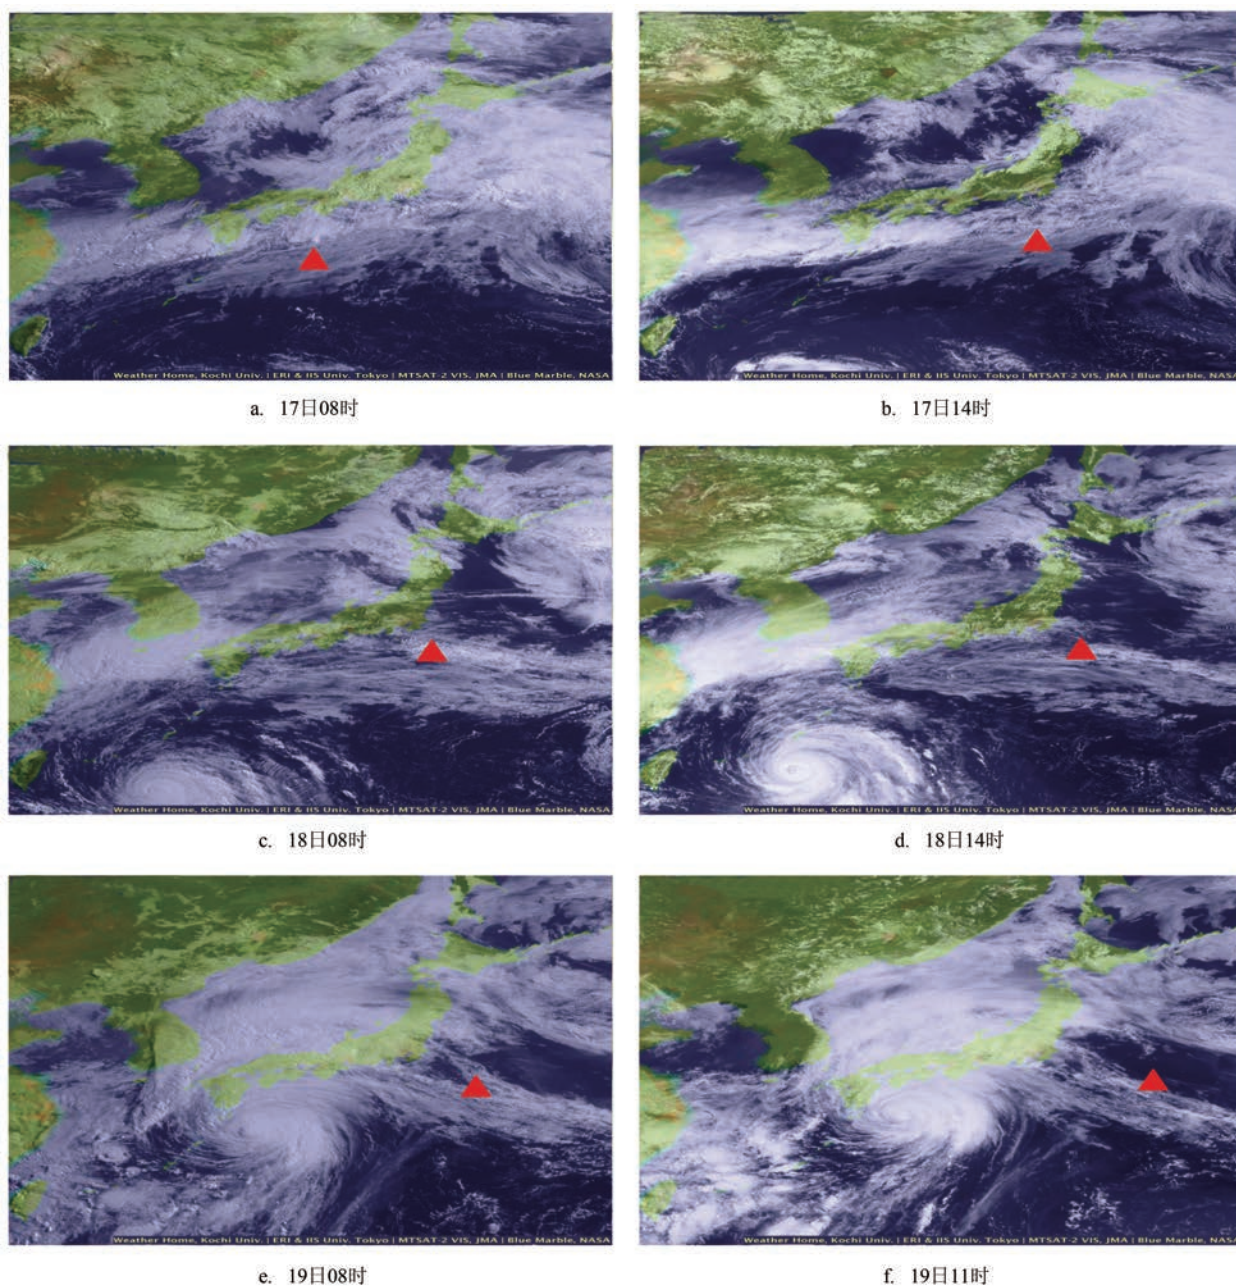 Weather Home, Kochi Univ. | ERI & IIS Univ. Tokyo | MTSAT-2 VIS, JMA | Blue Marble, NASA
Weather Home, Kochi Univ. | ERI & IIS Univ. Tokyo | MTSAT-2 VIS, JMA | Blue Marble, NASA
a. 17日08时
b. 17日14时
Weather Home, Kochi Univ. | ERI & IIS Univ. Tokyo | MTSAT-2 VIS, JMA | Blue Marble, NASA
Weather Home, Kochi Univ. | ERI & IIS Univ. Tokyo | MTSAT-2 VIS, JMA | Blue Marble, NASA
c. 18日08时
d. 18日14时
Weather Home, Kochi Univ. | ERI & IIS Univ. Tokyo | MTSAT-2 VIS, JMA | Blue Marble, NASA
Weather Home, Kochi Univ. | ERI & IIS Univ. Tokyo | MTSAT-2 VIS, JMA | Blue Marble, NASA
e. 19日08时
f. 19日11时